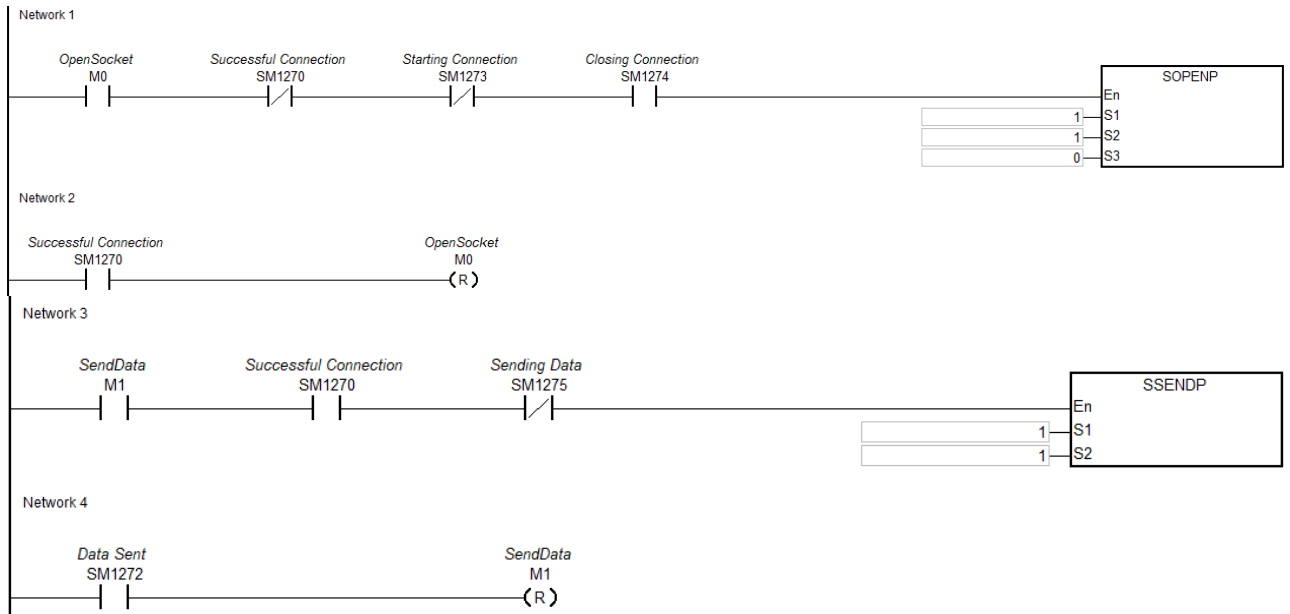 Network 1
OpenSocket Successful Connection Starting Connection Closing Connection
M0 SM1270 SM1273 SM1274 SOPENP
En
1 S1
1 S2
0 S3
Network 2
Successful Connection OpenSocket
SM1270 M0
R
Network 3
SendData Successful Connection Sending Data
M1 SM1270 SM1275 SSENDP
En
1 S1
1 S2
Network 4
Data Sent SendData
SM1272 M1
R